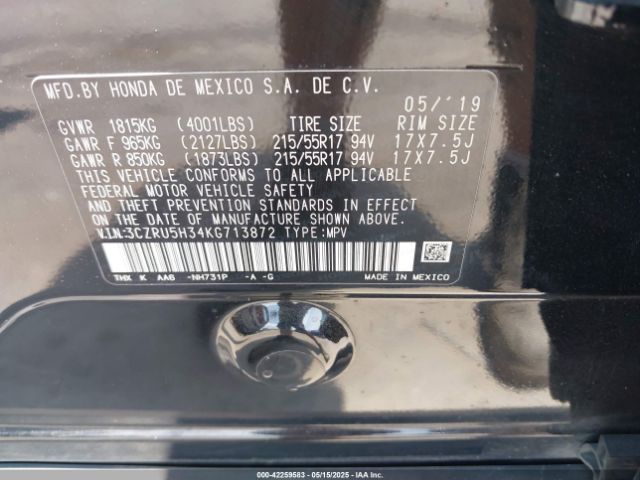 MFD.BY HONDA DE MEXICO S.A. DE C.V.
05/'19
GVWR 1815KG (4001LBS) TIRE SIZE RIM SIZE
GAWR F 965KG (2127LBS) 215/55R17 94V 17X7.5J
GAWR R 850KG (1873LBS) 215/55R17 94V 17X7.5J
THIS VEHICLE CONFORMS TO ALL APPLICABLE
FEDERAL MOTOR VEHICLE SAFETY
AND THEFT PREVENTION STANDARDS IN EFFECT
ON THE DATE OF MANUFACTURE SHOWN ABOVE.
V.I.N:3CZRU5H34KG713872 TYPE:MPV
THX K AA6 -NH731P -A -G MADE IN MEXICO
000-42259583 - 05/15/2025 - IAA, Inc.